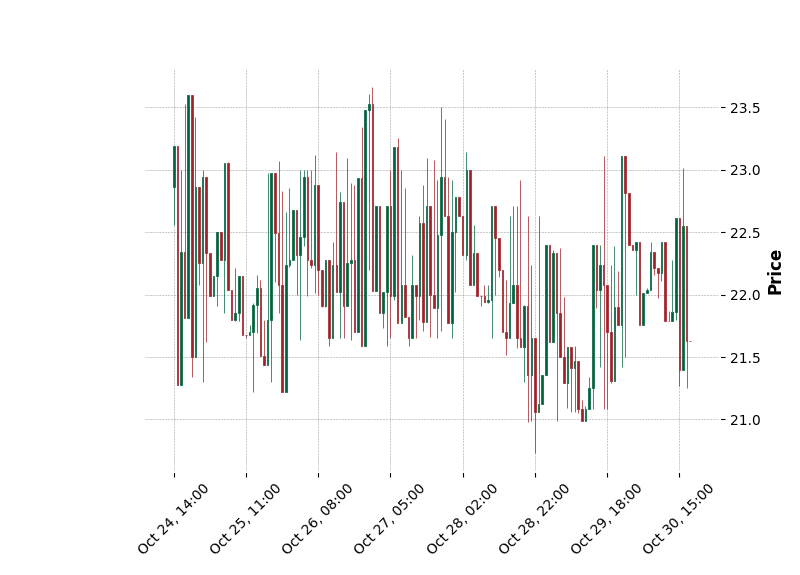 23.5
23.0
22.5
22.0
21.5
21.0
Price
Oct 24, 14:00
Oct 25, 11:00
Oct 26, 08:00
Oct 27, 05:00
Oct 28, 02:00
Oct 28, 22:00
Oct 29, 18:00
Oct 30, 15:00